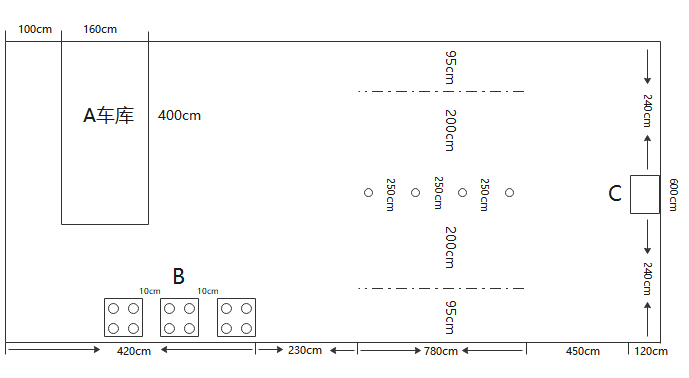 100cm
160cm
95cm
A车库
400cm
200cm
240cm
250cm
250cm
250cm
C
600cm
200cm
240cm
B
10cm
10cm
95cm
420cm
230cm
780cm
450cm
120cm